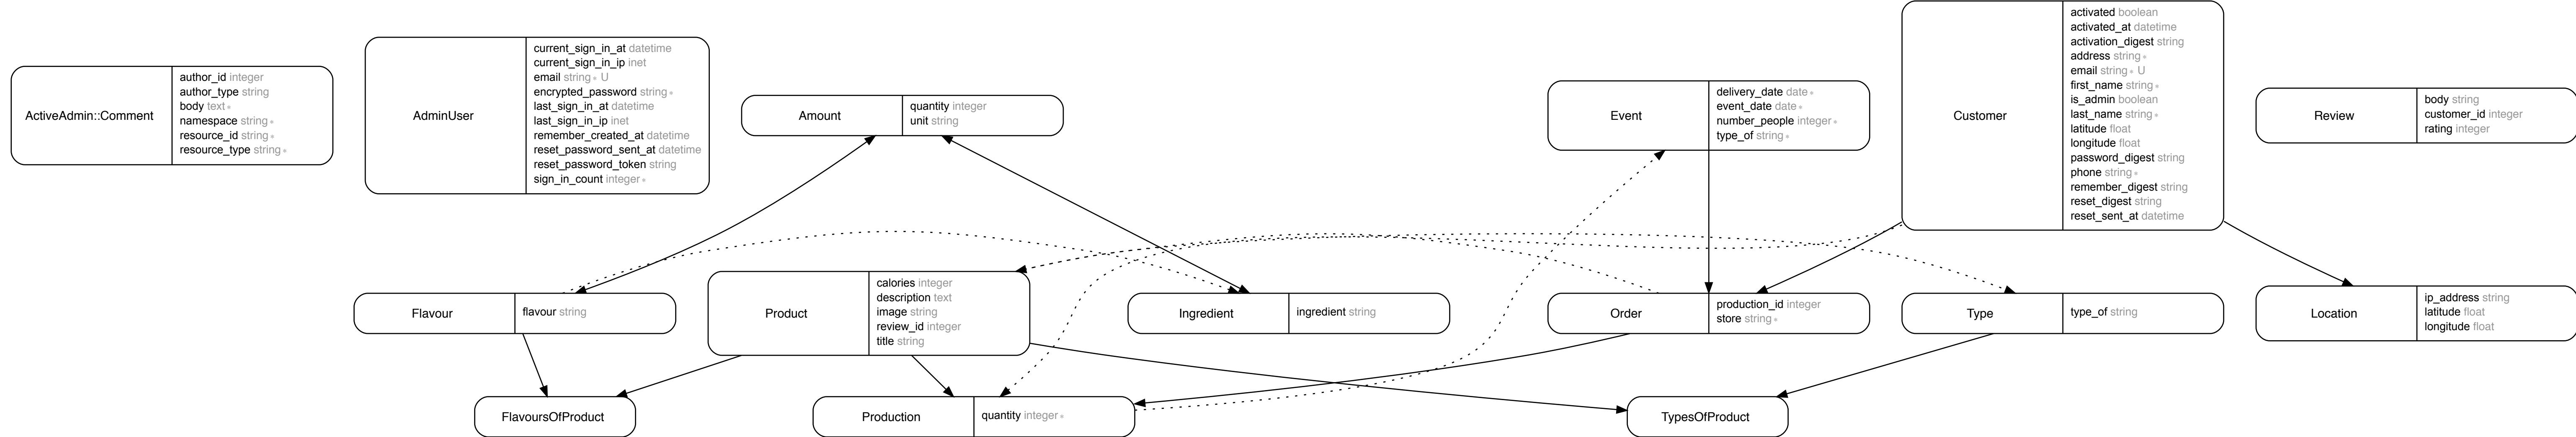 ActiveAdmin::Comment
author_id integer
author_type string
body text *
namespace string *
resource_id string *
resource_type string *
AdminUser
current_sign_in_at datetime
current_sign_in_ip inet
email string * U
encrypted_password string *
last_sign_in_at datetime
last_sign_in_ip inet
remember_created_at datetime
reset_password_sent_at datetime
reset_password_token string
sign_in_count integer *
Amount
quantity integer
unit string
Event
delivery_date date *
event_date date *
number_people integer *
type_of string *
Customer
activated boolean
activated_at datetime
activation_digest string
address string *
email string * U
first_name string *
is_admin boolean
last_name string *
latitude float
longitude float
password_digest string
phone string *
remember_digest string
reset_digest string
reset_sent_at datetime
Review
body string
customer_id integer
rating integer
Flavour
flavour string
Product
calories integer
description text
image string
review_id integer
title string
Ingredient
ingredient string
Order
production_id integer
store string *
Type
type_of string
Location
ip_address string
latitude float
longitude float
FlavoursOfProduct
Production
quantity integer *
TypesOfProduct